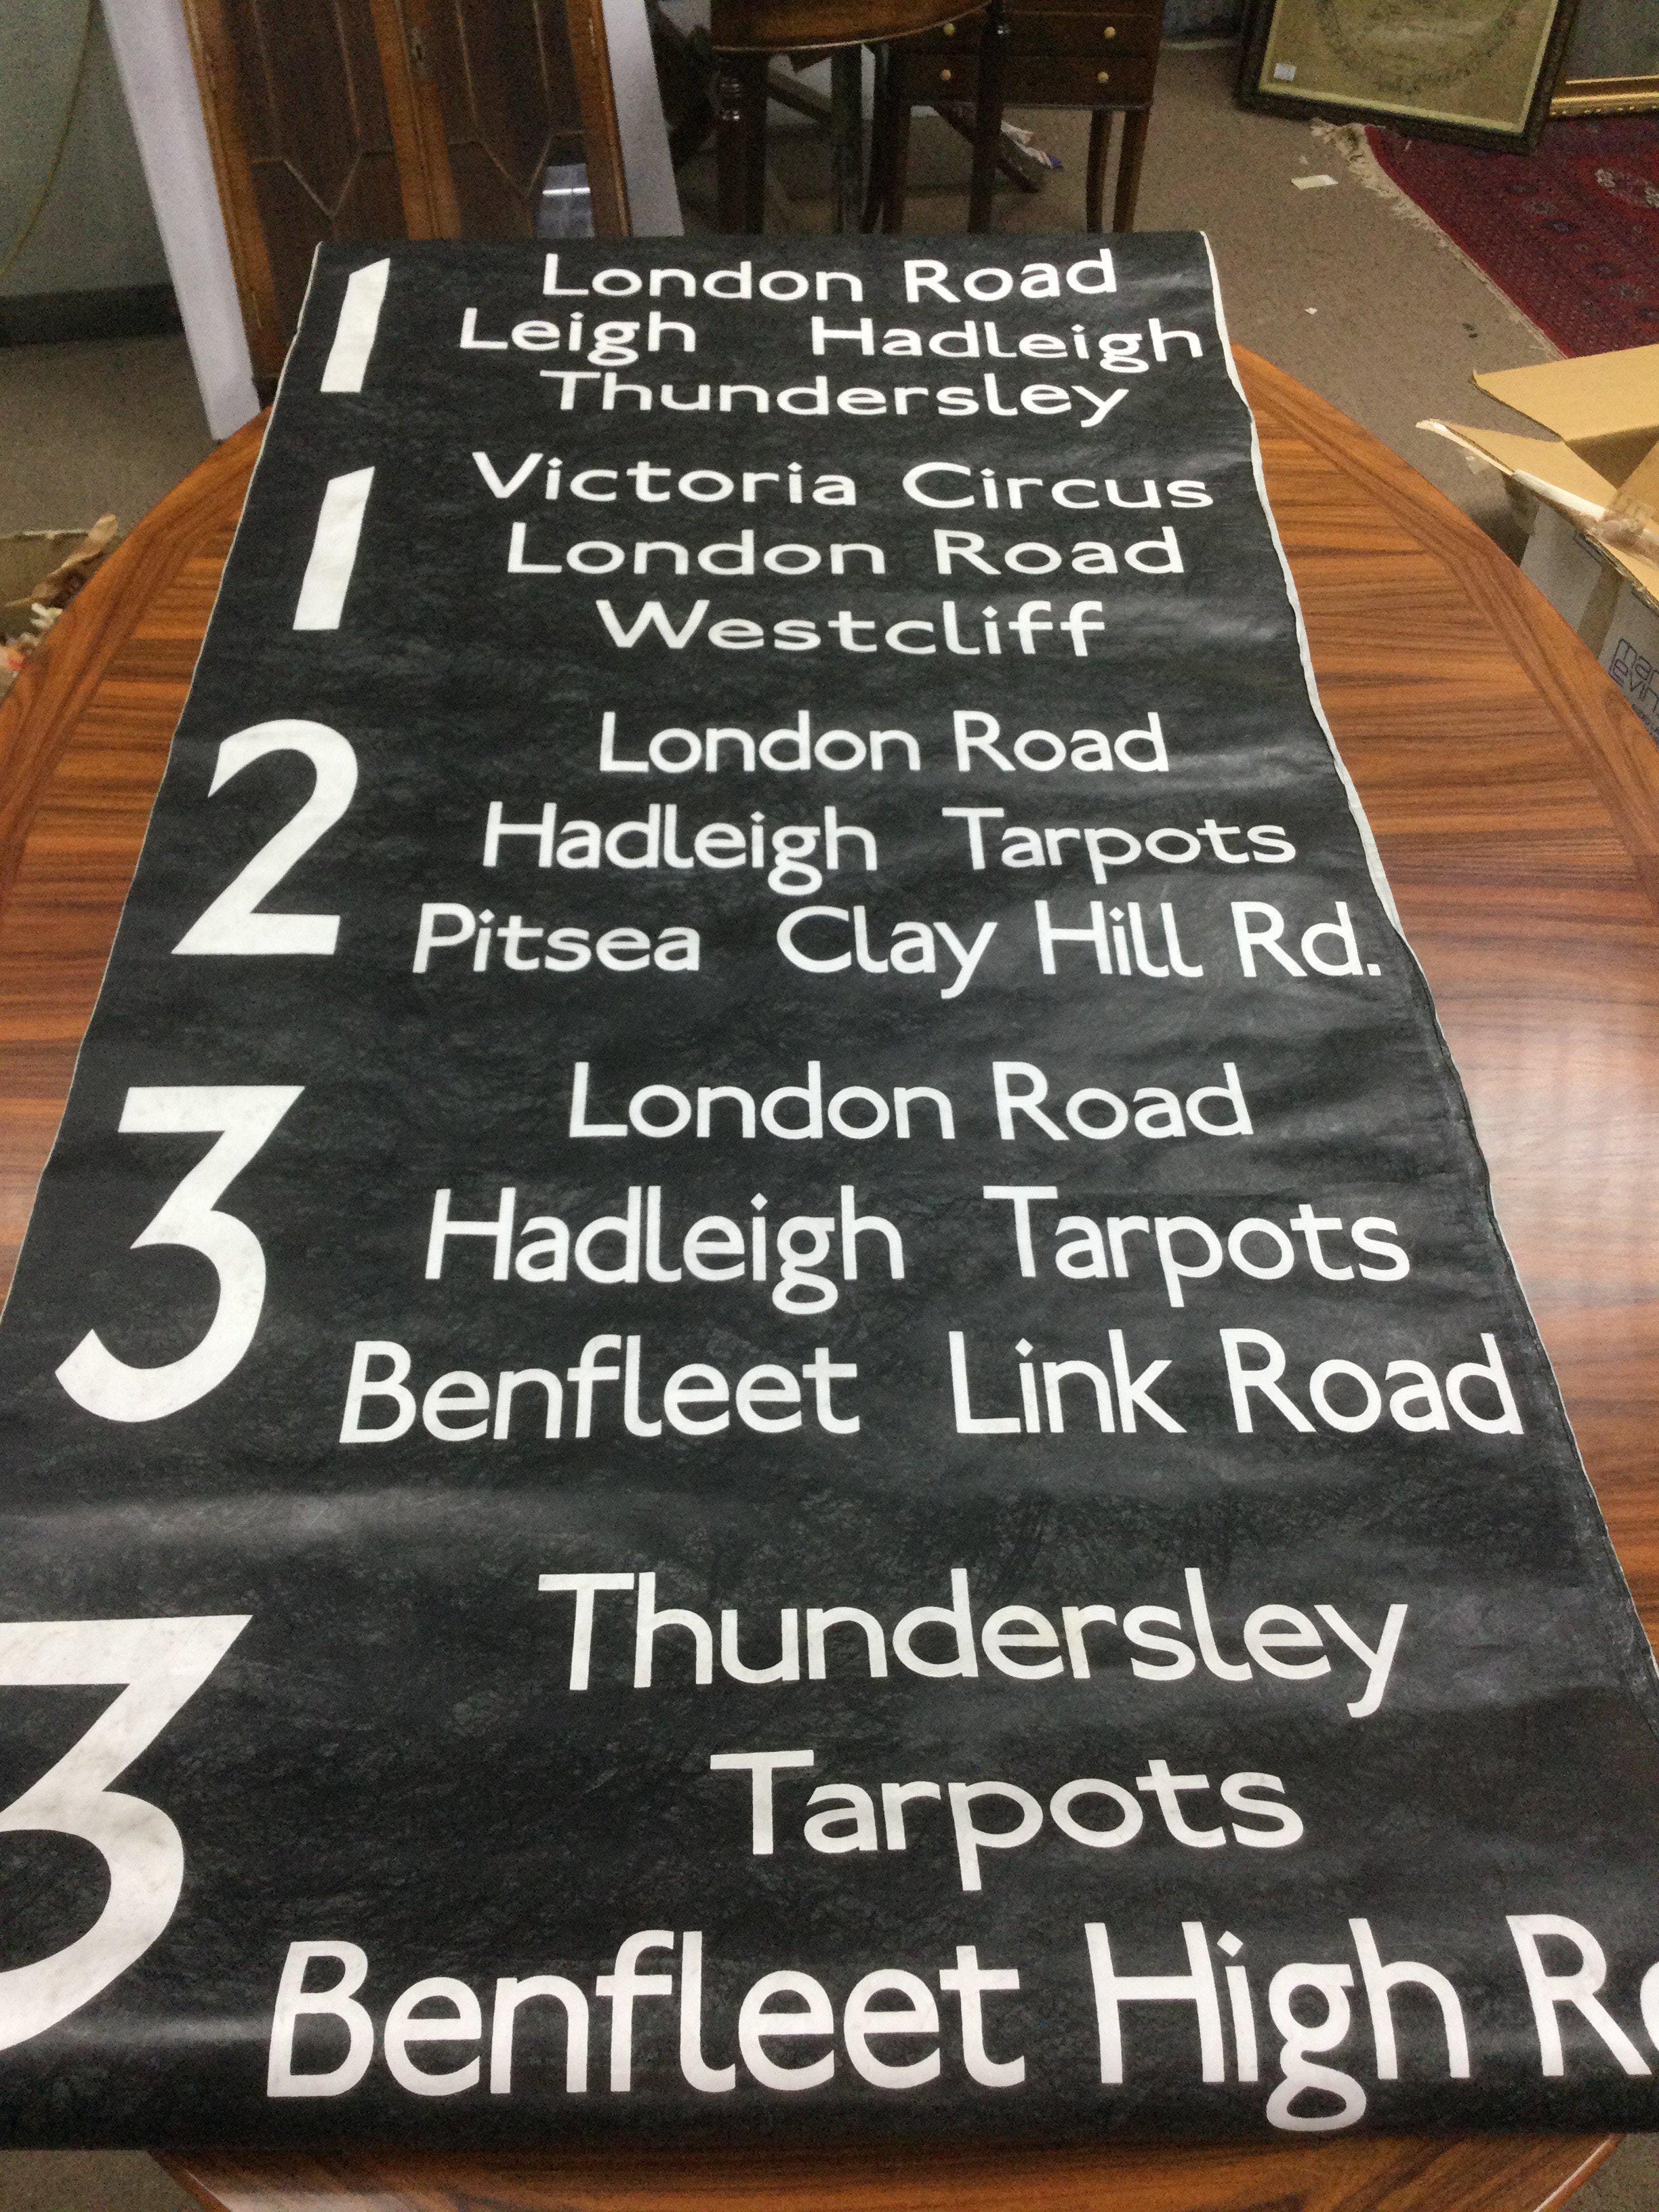 1 London Road
Leigh Hadleigh
Thundersley
1 Victoria Circus
London Road
Westcliff
2 London Road
Hadleigh Tarpots
Pitsea Clay Hill Rd.
3 London Road
Hadleigh Tarpots
Benfleet Link Road
3 Thundersley
Tarpots
Benfleet High